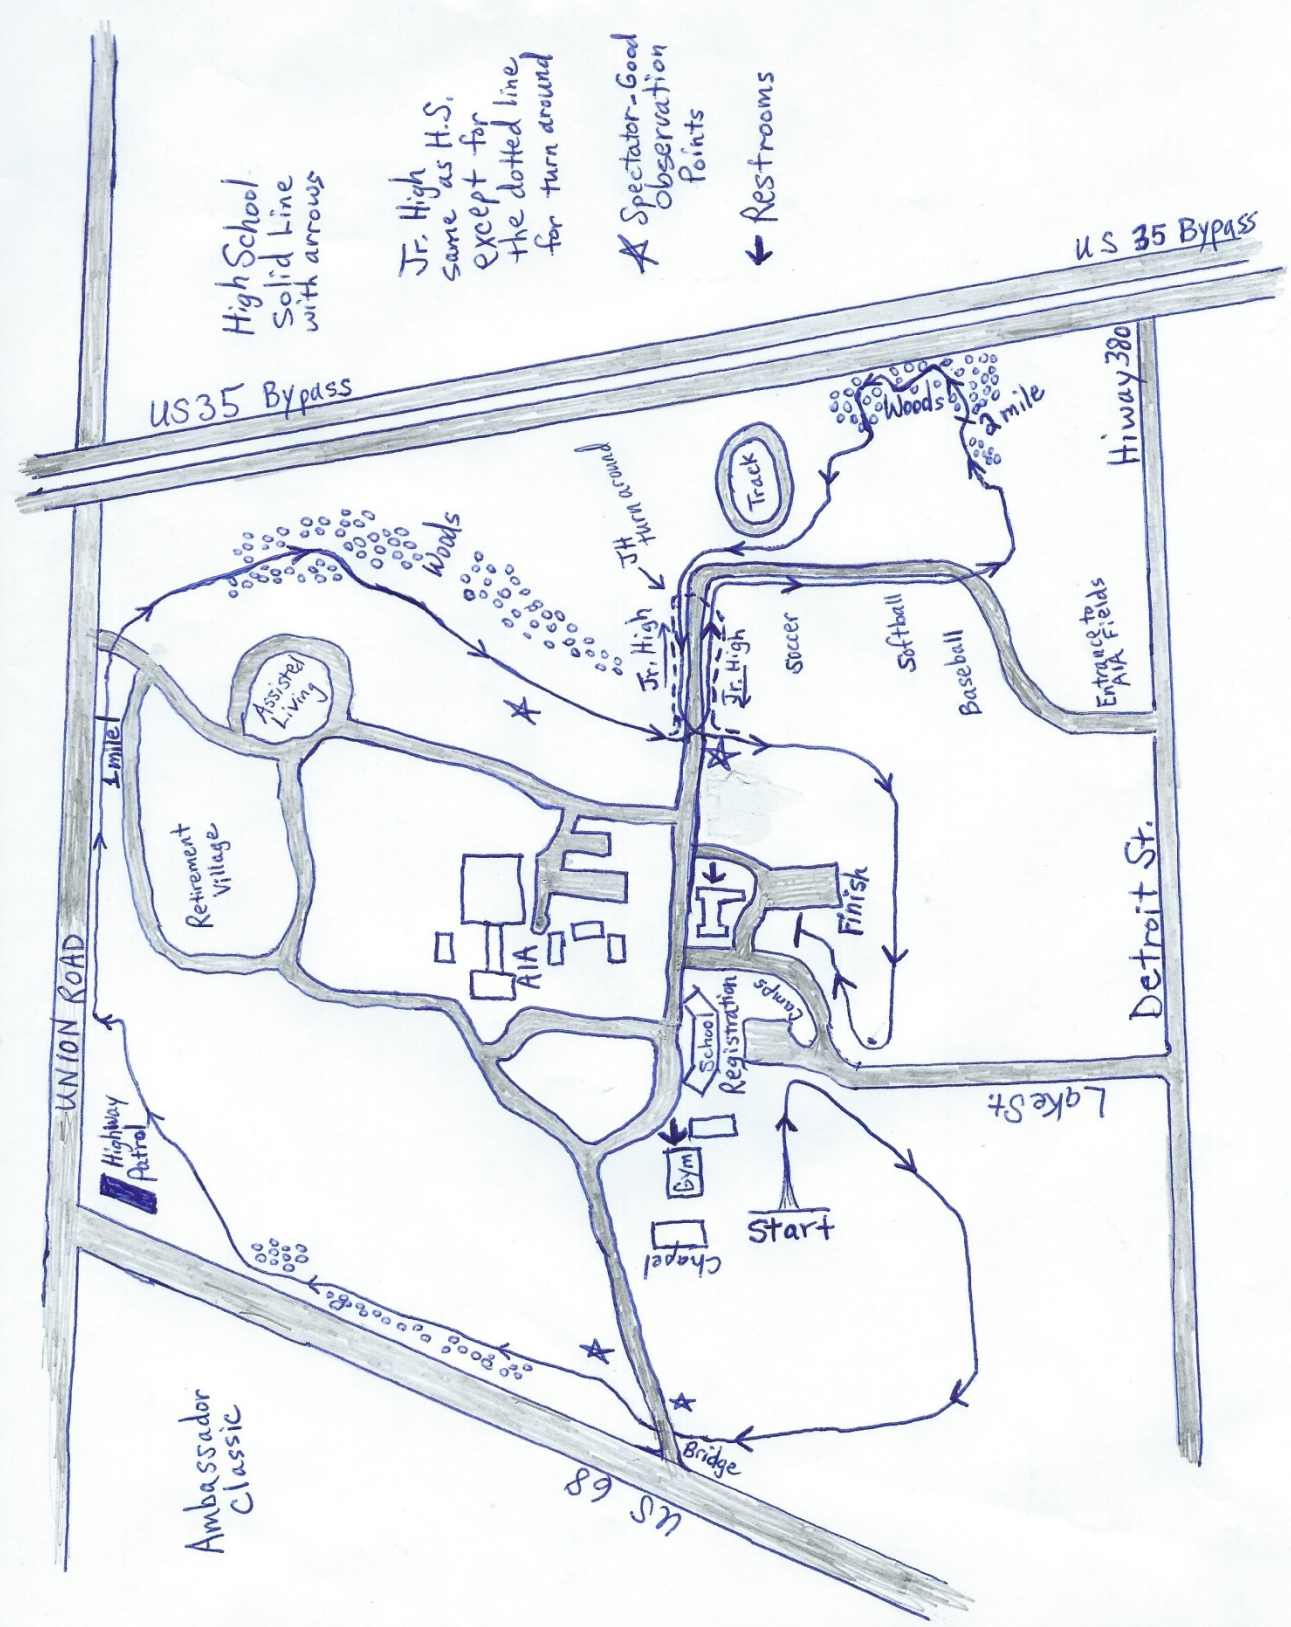 Ambassador
Classic
High School
Solid Line
with arrows
Jr. High
same as H.S.
except for
the dotted line
for turn around
Spectator-Good
Observation
Points
Restrooms
US 35 Bypass
US 35 Bypass
UNION ROAD
Highway
Patrol
1 mile
Retirement
Village
Assisted
Living
Woods
JH
turn around
Jr. High
Jr. High
Track
Woods
2 mile
Hiway 380
Soccer
Softball
Baseball
Entrance to
AIA Fields
AIA
Finish
Camps
School
Registration
Gym
Chapel
Start
Lake St.
Detroit St.
Bridge
US 68